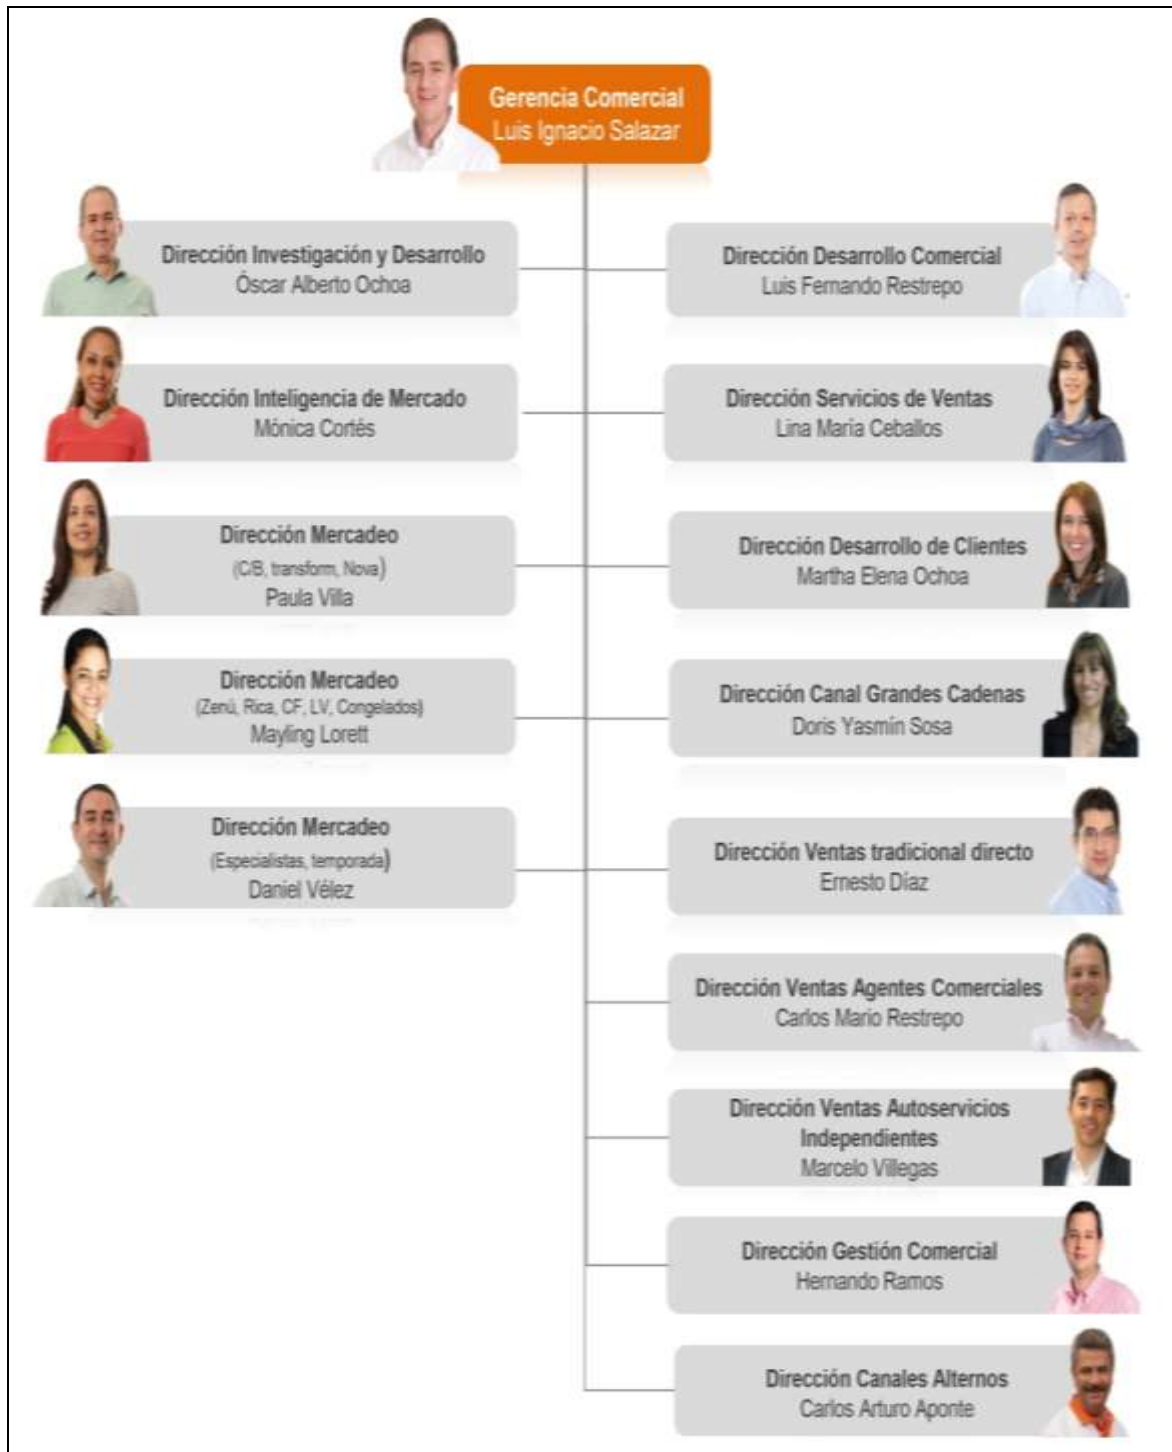 Gerencia Comercial
Luis Ignacio Salazar
Dirección Investigación y Desarrollo
Óscar Alberto Ochoa
Dirección Inteligencia de Mercado
Mónica Cortés
Dirección Mercadeo
(C/B, transform, Nova)
Paula Villa
Dirección Mercadeo
(Zenú, Rica, CF, LV, Congelados)
Mayling Lorett
Dirección Mercadeo
(Especialistas, temporada)
Daniel Vélez
Dirección Desarrollo Comercial
Luis Fernando Restrepo
Dirección Servicios de Ventas
Lina María Ceballos
Dirección Desarrollo de Clientes
Martha Elena Ochoa
Dirección Canal Grandes Cadenas
Doris Yasmín Sosa
Dirección Ventas tradicional directo
Ernesto Díaz
Dirección Ventas Agentes Comerciales
Carlos Mario Restrepo
Dirección Ventas Autoservicios
Independientes
Marcelo Villegas
Dirección Gestión Comercial
Hernando Ramos
Dirección Canales Alternos
Carlos Arturo Aponte